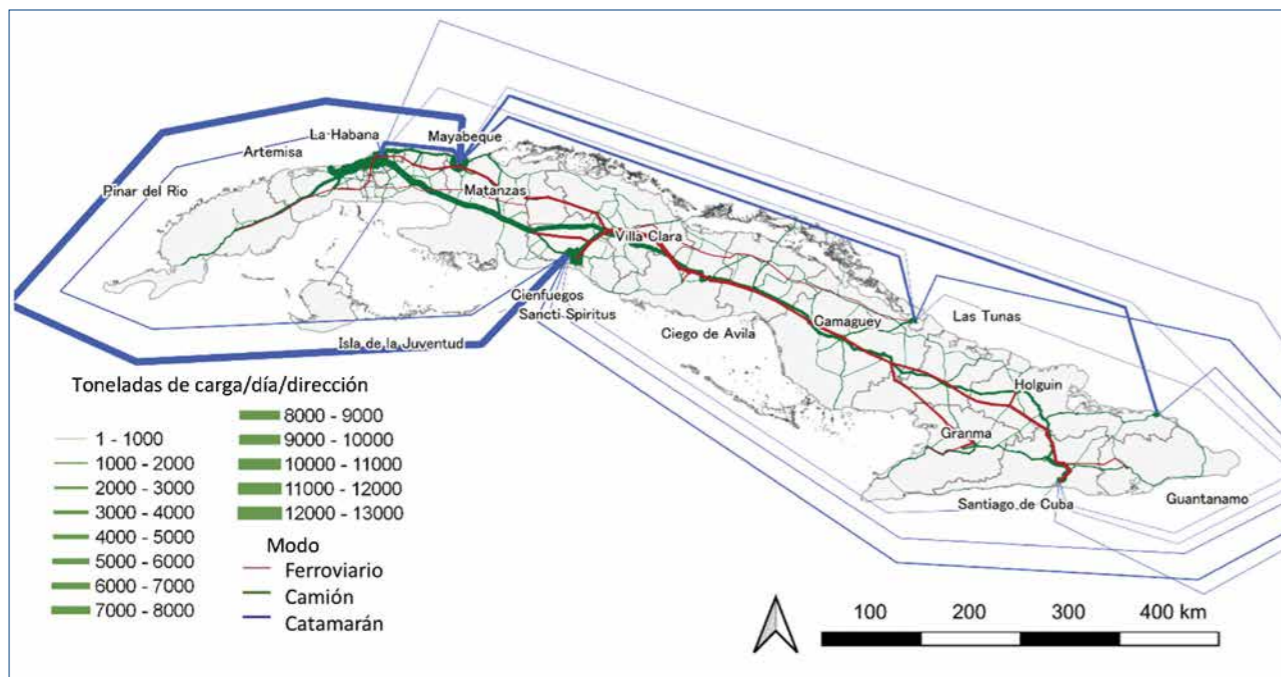 La Habana
Mayabeque
Artemisa
Pinar del Rio
Matanzas
Villa Clara
Cienfuegos
Sancti Spiritus
Isla de la Juventud
Ciego de Avila
Camaguey
Las Tunas
Holguin
Granma
Santiago de Cuba
Guantanamo
Toneladas de carga/día/dirección
1 - 1000
1000 - 2000
2000 - 3000
3000 - 4000
4000 - 5000
5000 - 6000
6000 - 7000
7000 - 8000
8000 - 9000
9000 - 10000
10000 - 11000
11000 - 12000
12000 - 13000
Modo
Ferroviario
Camión
Catamarán
100 200 300 400 km